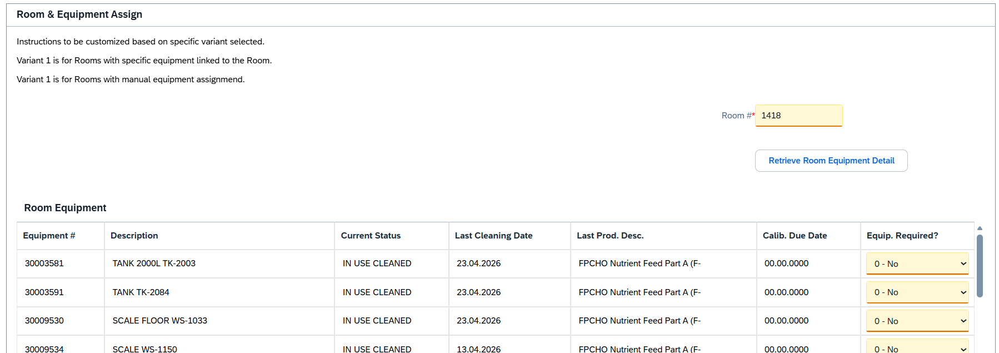 Room & Equipment Assign
Instructions to be customized based on specific variant selected.
Variant 1 is for Rooms with specific equipment linked to the Room.
Variant 1 is for Rooms with manual equipment assignmend.
Room #* 1418
Retrieve Room Equipment Detail
Room Equipment
Equipment # Description Current Status Last Cleaning Date Last Prod. Desc. Calib. Due Date Equip. Required?
30003581 TANK 2000L TK-2003 IN USE CLEANED 23.04.2026 FPCHO Nutrient Feed Part A (F- 00.00.0000 0 - No
30003591 TANK TK-2084 IN USE CLEANED 23.04.2026 FPCHO Nutrient Feed Part A (F- 00.00.0000 0 - No
30009530 SCALE FLOOR WS-1033 IN USE CLEANED 23.04.2026 FPCHO Nutrient Feed Part A (F- 00.00.0000 0 - No
30009534 SCALE WS-1150 IN USE CLEANED 13.04.2026 FPCHO Nutrient Feed Part A (F- 00.00.0000 0 - No